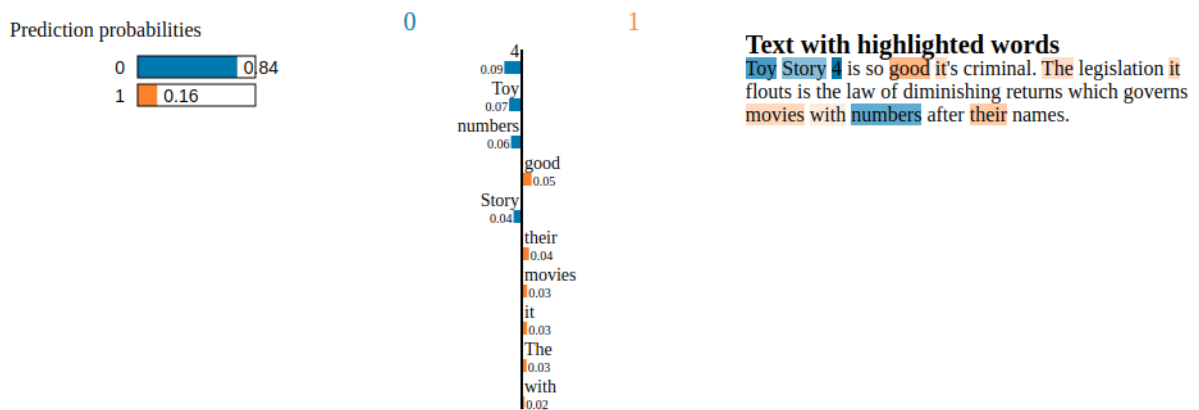 Prediction probabilities
0 0.84
1 0.16
0 1
4
0.09
Toy
0.07
numbers
0.06
good
0.05
Story
0.04
their
0.04
movies
0.03
it
0.03
The
0.03
with
0.02
Text with highlighted words
Toy Story 4 is so good it's criminal. The legislation it
flouts is the law of diminishing returns which governs
movies with numbers after their names.